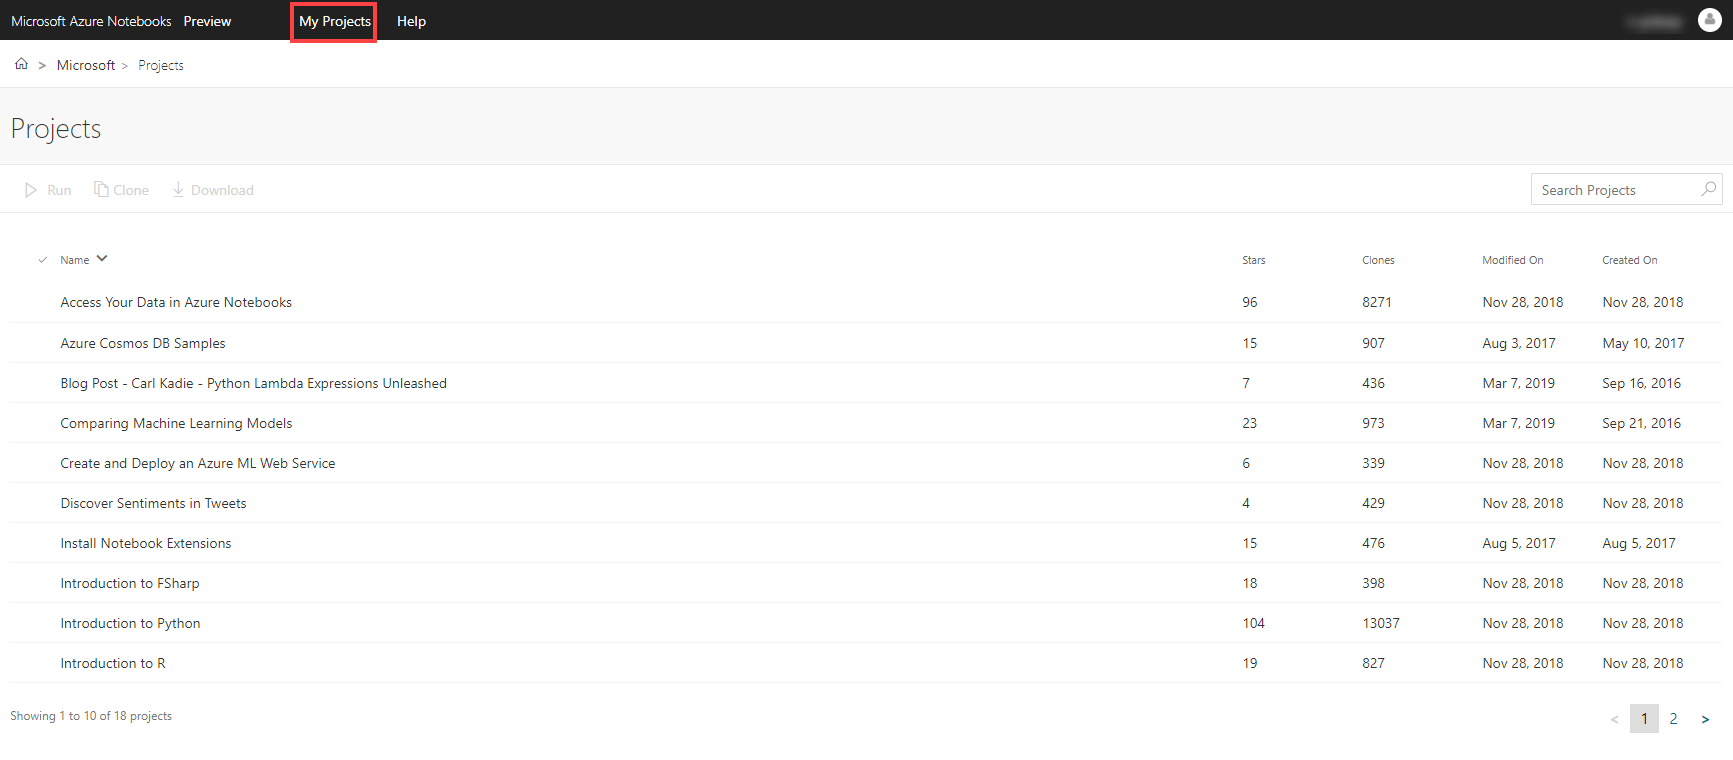 Microsoft Azure Notebooks Preview My Projects Help
> Microsoft > Projects
Projects
Run Clone Download Search Projects
Name Stars Clones Modified On Created On
Access Your Data in Azure Notebooks 96 8271 Nov 28, 2018 Nov 28, 2018
Azure Cosmos DB Samples 15 907 Aug 3, 2017 May 10, 2017
Blog Post - Carl Kadie - Python Lambda Expressions Unleashed 7 436 Mar 7, 2019 Sep 16, 2016
Comparing Machine Learning Models 23 973 Mar 7, 2019 Sep 21, 2016
Create and Deploy an Azure ML Web Service 6 339 Nov 28, 2018 Nov 28, 2018
Discover Sentiments in Tweets 4 429 Nov 28, 2018 Nov 28, 2018
Install Notebook Extensions 15 476 Aug 5, 2017 Aug 5, 2017
Introduction to FSharp 18 398 Nov 28, 2018 Nov 28, 2018
Introduction to Python 104 13037 Nov 28, 2018 Nov 28, 2018
Introduction to R 19 827 Nov 28, 2018 Nov 28, 2018
Showing 1 to 10 of 18 projects < 1 2 >